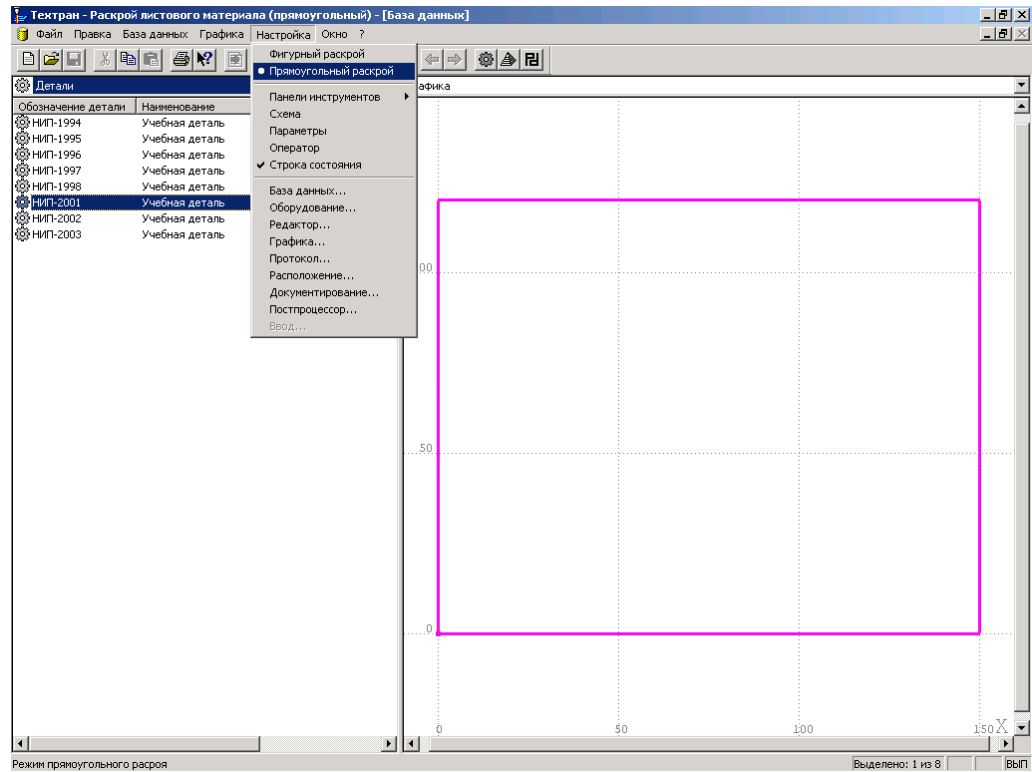 Техтран - Раскрой листового материала (прямоугольный) - [База данных]
Файл Правка База данных Графика Настройка Окно ?
Фигурный раскрой
Прямоугольный раскрой
Панели инструментов
Схема
Параметры
Оператор
Строка состояния
База данных...
Оборудование...
Редактор...
Графика...
Протокол...
Расположение...
Документирование...
Постпроцессор...
Ввод...
Детали
Обозначение детали Наименование
НИП-1994 Учебная деталь
НИП-1995 Учебная деталь
НИП-1996 Учебная деталь
НИП-1997 Учебная деталь
НИП-1998 Учебная деталь
НИП-2001 Учебная деталь
НИП-2002 Учебная деталь
НИП-2003 Учебная деталь
афика
00
50
0
0 50 100 150 X
Режим прямоугольного расроя Выделено: 1 из 8 ВЫП